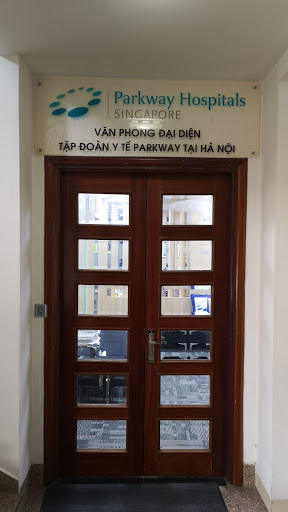 Parkway Hospitals
SINGAPORE
VĂN PHÒNG ĐẠI DIỆN
TẬP ĐOÀN Y TẾ PARKWAY TẠI HÀ NỘI